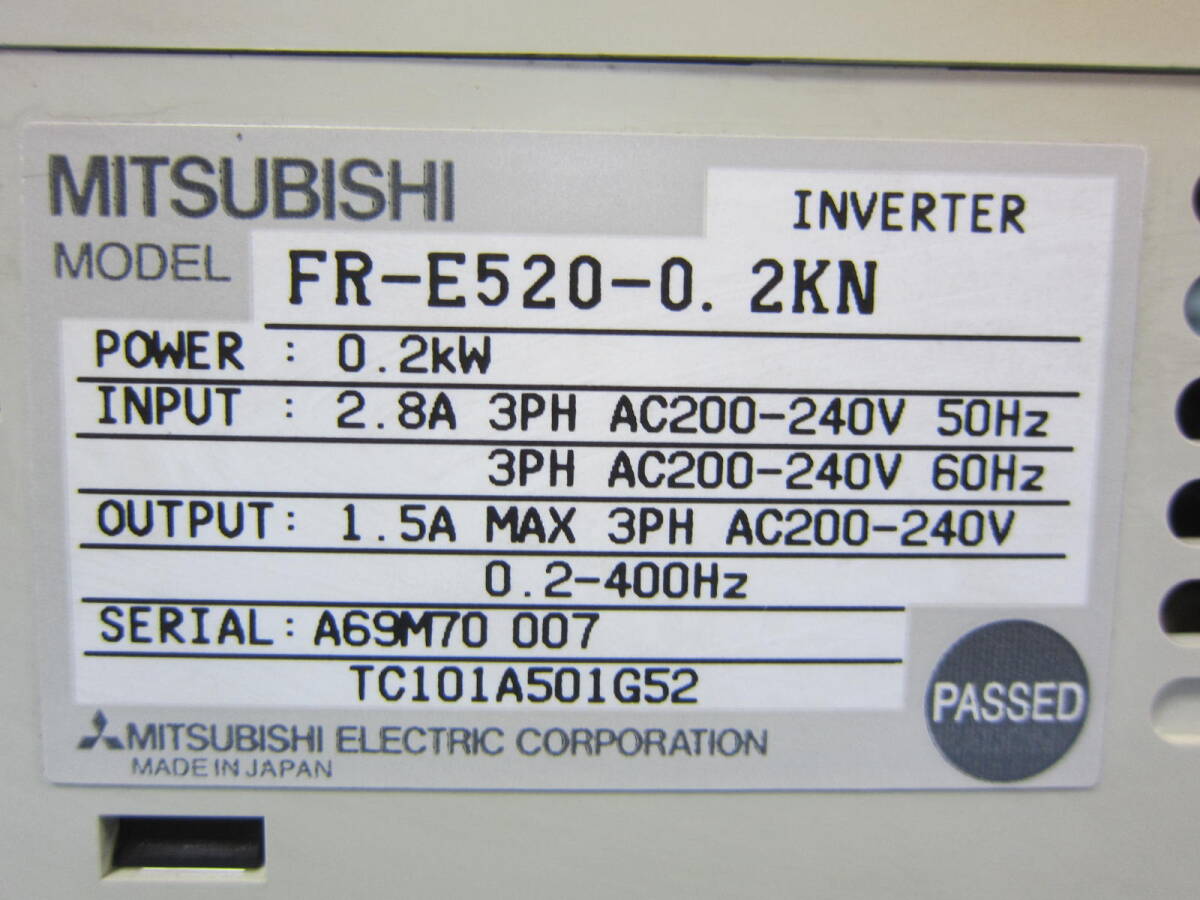 MITSUBISHI
INVERTER
MODEL FR-E520-0.2KN
POWER : 0.2kW
INPUT : 2.8A 3PH AC200-240V 50Hz
3PH AC200-240V 60Hz
OUTPUT: 1.5A MAX 3PH AC200-240V
0.2-400Hz
SERIAL: A69M70 007
TC101A501G52
PASSED
MITSUBISHI ELECTRIC CORPORATION
MADE IN JAPAN